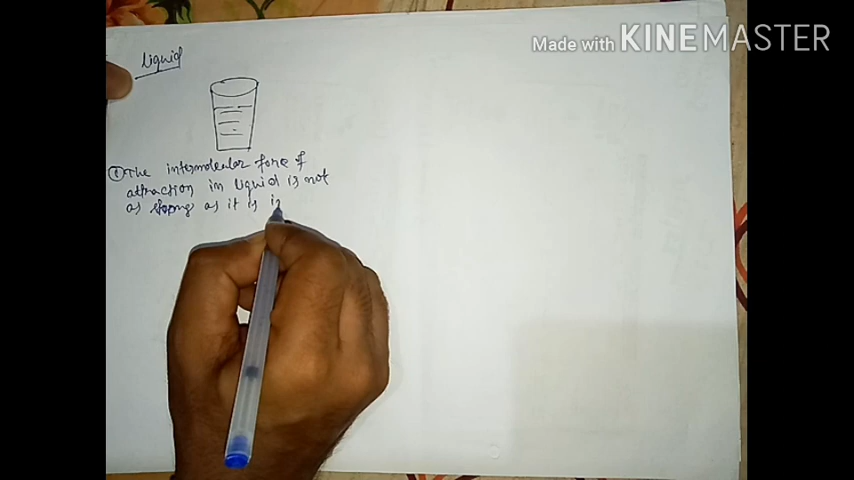 Made with KINEMASTER
Liquid
① The intermolecular force of
attraction in liquid is not
as strong as it is in